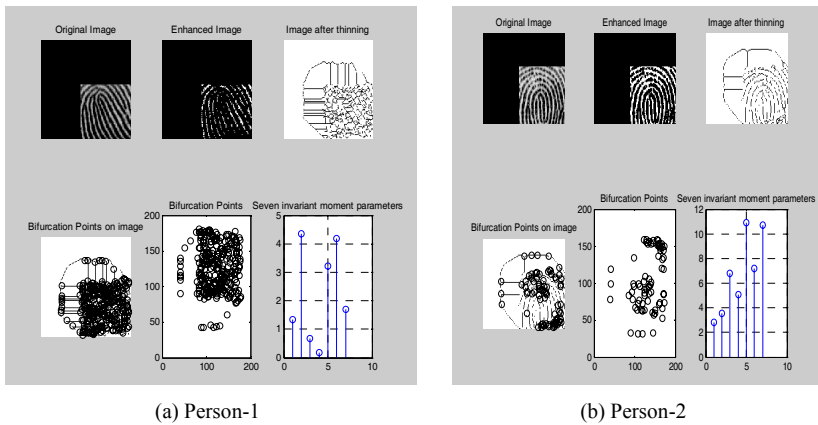 Original Image
Enhanced Image
Image after thinning
Bifurcation Points on image
Bifurcation Points
200
150
100
50
0
0 100 200
Seven invariant moment parameters
5
4
3
2
1
0
0 5 10
(a) Person-1
Original Image
Enhanced Image
Image after thinning
Bifurcation Points on image
Bifurcation Points
200
150
100
50
0
0 100 200
Seven invariant moment parameters
12
10
8
6
4
2
0
0 5 10
(b) Person-2